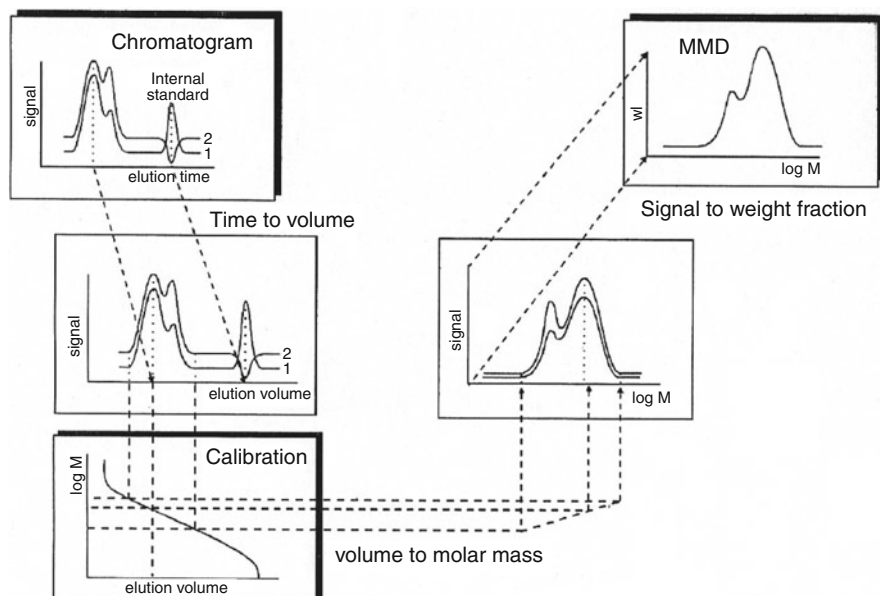 Chromatogram
Internal
standard
signal
2
1
elution time
Time to volume
signal
2
1
elution volume
Calibration
log M
elution volume
volume to molar mass
MMD
wl
log M
Signal to weight fraction
signal
log M